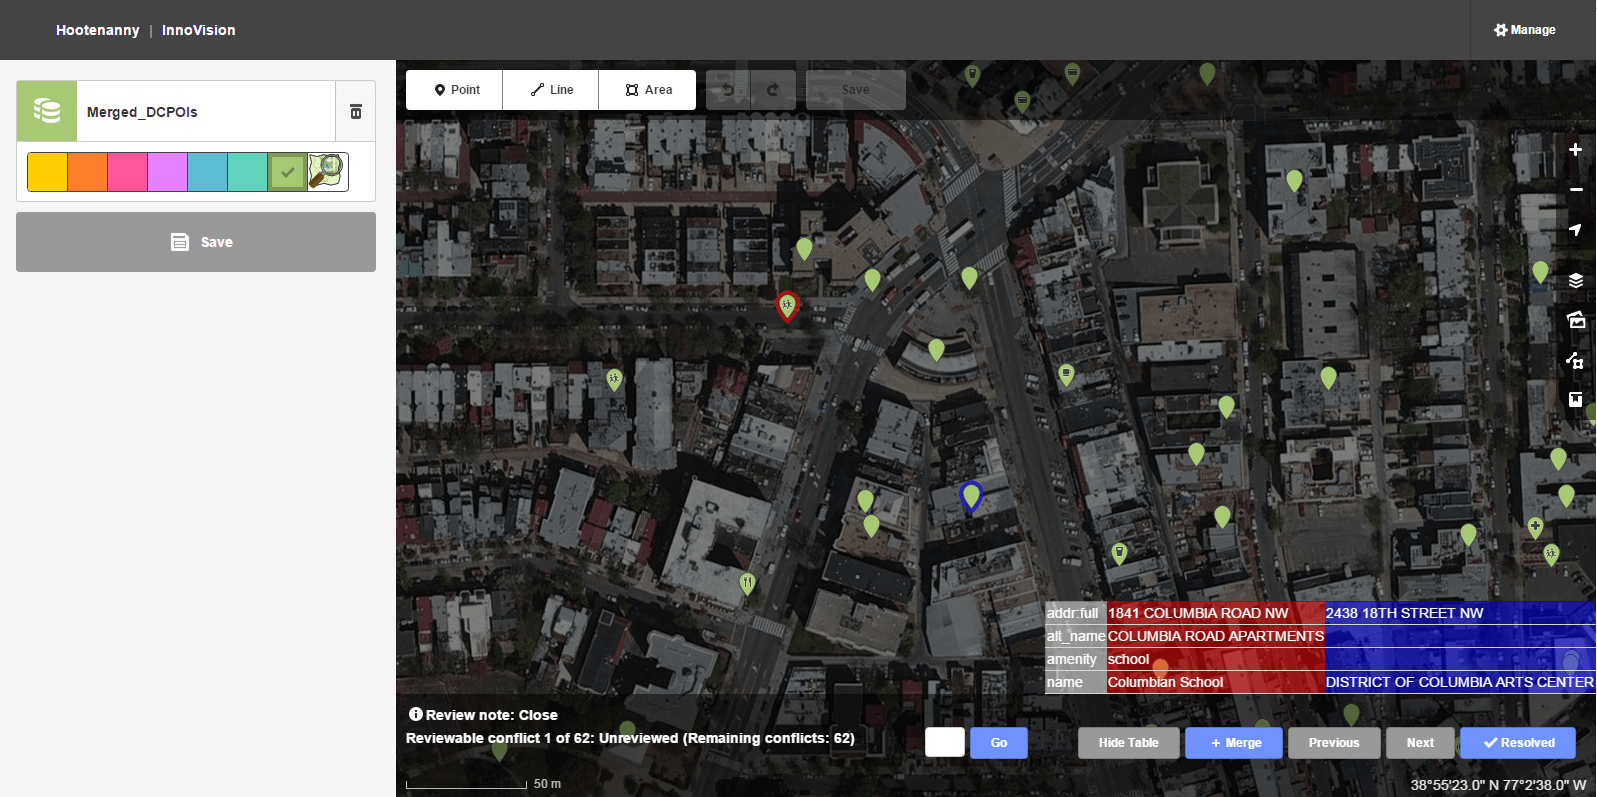 Hootenanny | InnoVision
Manage
Merged_DCPOIs
Save
Point
Line
Area
Save
addr:full 1841 COLUMBIA ROAD NW 2438 18TH STREET NW
alt_name COLUMBIA ROAD APARTMENTS
amenity school
name Columbian School DISTRICT OF COLUMBIA ARTS CENTER
Review note: Close
Reviewable conflict 1 of 62: Unreviewed (Remaining conflicts: 62)
Go
Hide Table
+ Merge
Previous
Next
Resolved
50 m
38°55'23.0" N 77°2'38.0" W